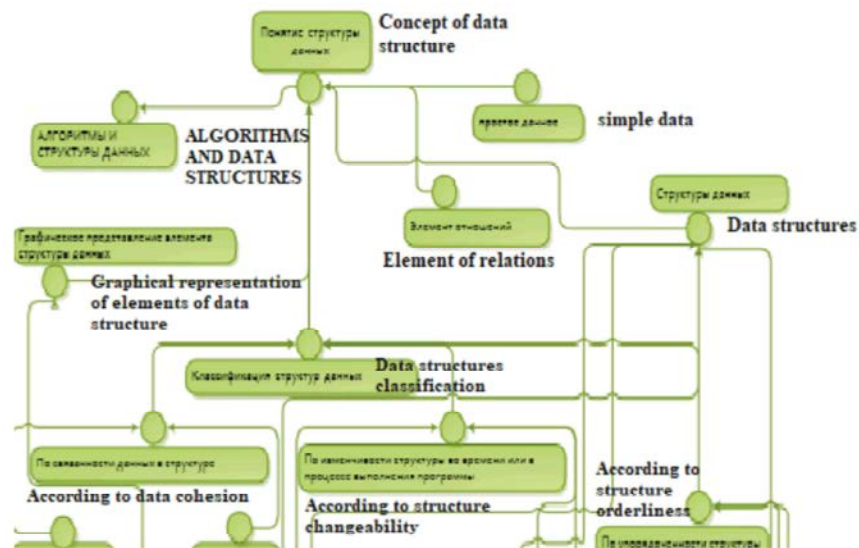 Понятие структуры
данных
Concept of data
structure
АЛГОРИТМЫ И
СТРУКТУРЫ ДАННЫХ
ALGORITHMS
AND DATA
STRUCTURES
простое данное
simple data
Элемент отношений
Element of relations
Структуры данных
Data structures
Графическое представление элемента
структуры данных
Graphical representation
of elements of data
structure
Классификация структур данных
Data structures
classification
По связанности данных в структуре
According to data cohesion
По изменчивости структуры во времени или в
процессе выполнения программы
According to structure
changeability
According to
structure
orderliness
По упорядоченности структуры